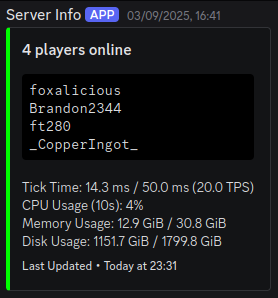 Server Info APP 03/09/2025, 16:41
4 players online
foxalicious
Brandon2344
ft280
_CopperIngot_
Tick Time: 14.3 ms / 50.0 ms (20.0 TPS)
CPU Usage (10s): 4%
Memory Usage: 12.9 GiB / 30.8 GiB
Disk Usage: 1151.7 GiB / 1799.8 GiB
Last Updated • Today at 23:31